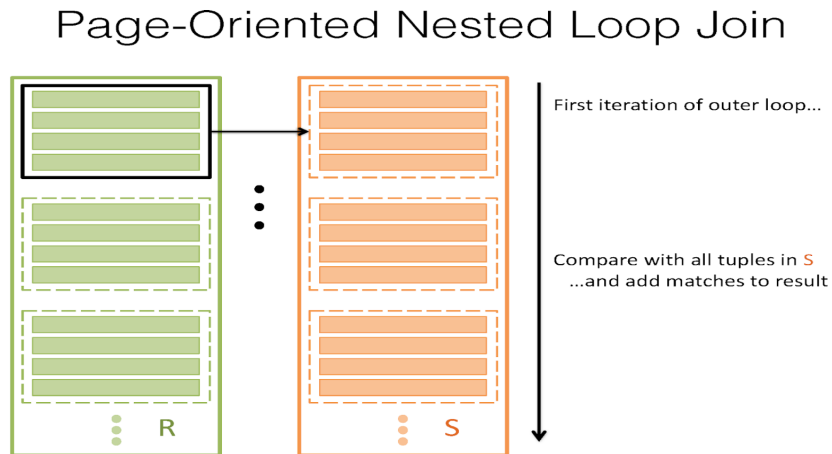 Page-Oriented Nested Loop Join
First iteration of outer loop...
Compare with all tuples in S
...and add matches to result
R
S